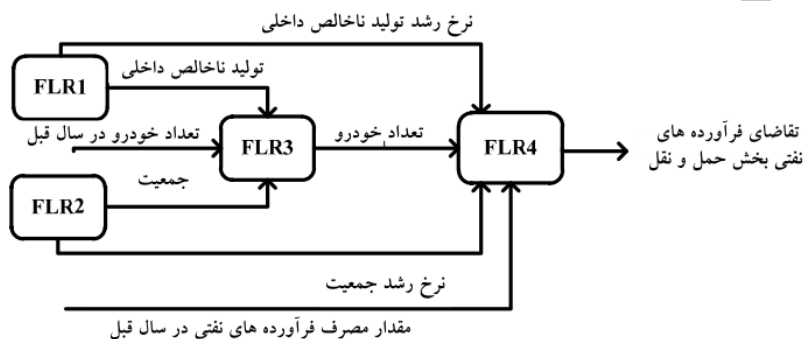 نرخ رشد تولید ناخالص داخلی
تولید ناخالص داخلی
FLR1
تعداد خودرو در سال قبل
FLR3
تعداد خودرو
FLR4
تقاضای فرآورده های
نفتی بخش حمل و نقل
جمعیت
FLR2
نرخ رشد جمعیت
مقدار مصرف فرآورده های نفتی در سال قبل